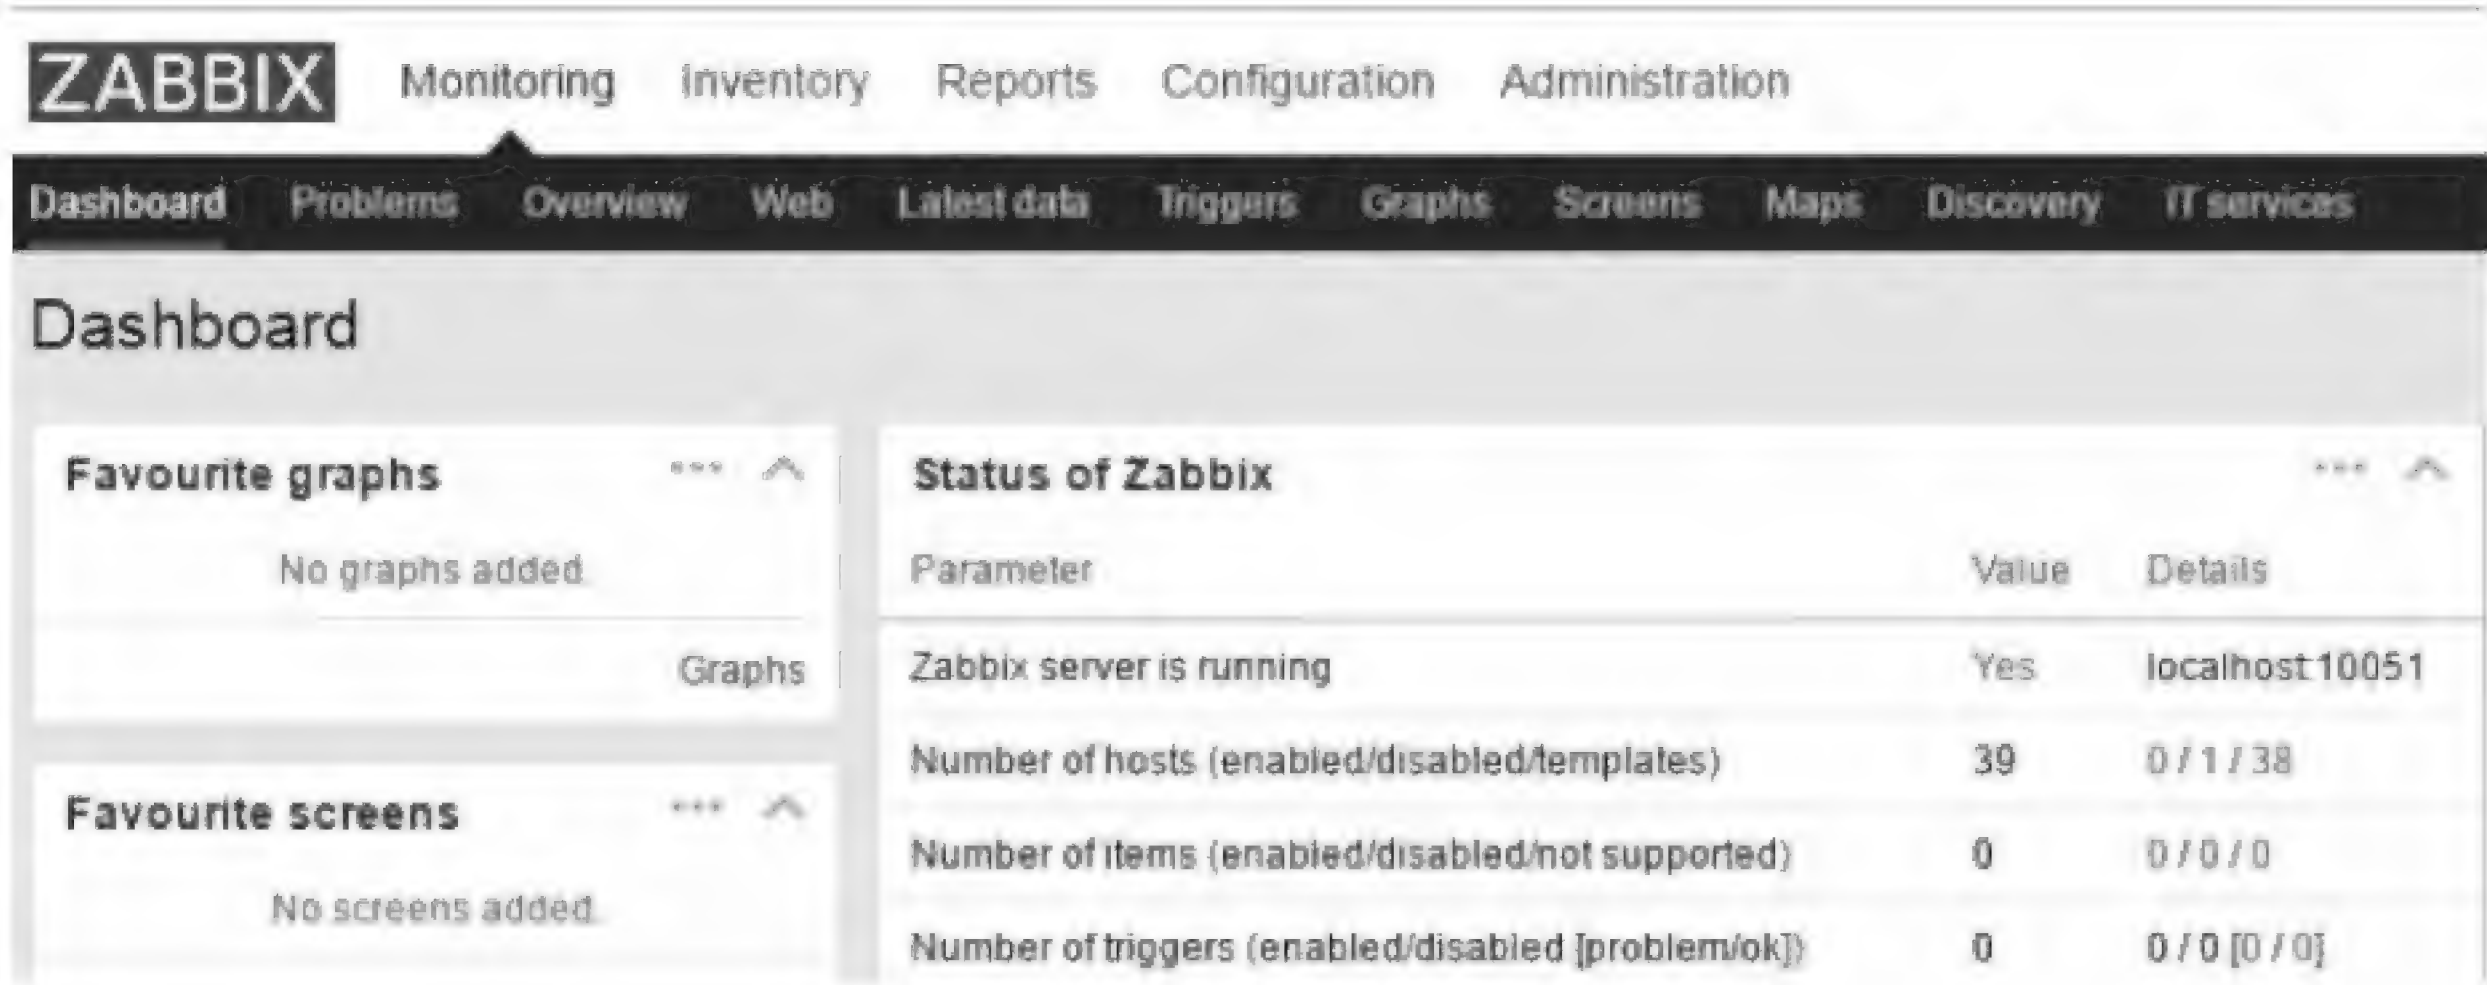 ZABBIX Monitoring Inventory Reports Configuration Administration
Dashboard Problems Overview Web Latest data Triggers Graphs Screens Maps Discovery IT services
Dashboard
Favourite graphs
No graphs added.
Graphs
Favourite screens
No screens added.
Status of Zabbix
Parameter Value Details
Zabbix server is running Yes localhost:10051
Number of hosts (enabled/disabled/templates) 39 0 / 1 / 38
Number of items (enabled/disabled/not supported) 0 0 / 0 / 0
Number of triggers (enabled/disabled [problem/ok]) 0 0 / 0 [0 / 0]